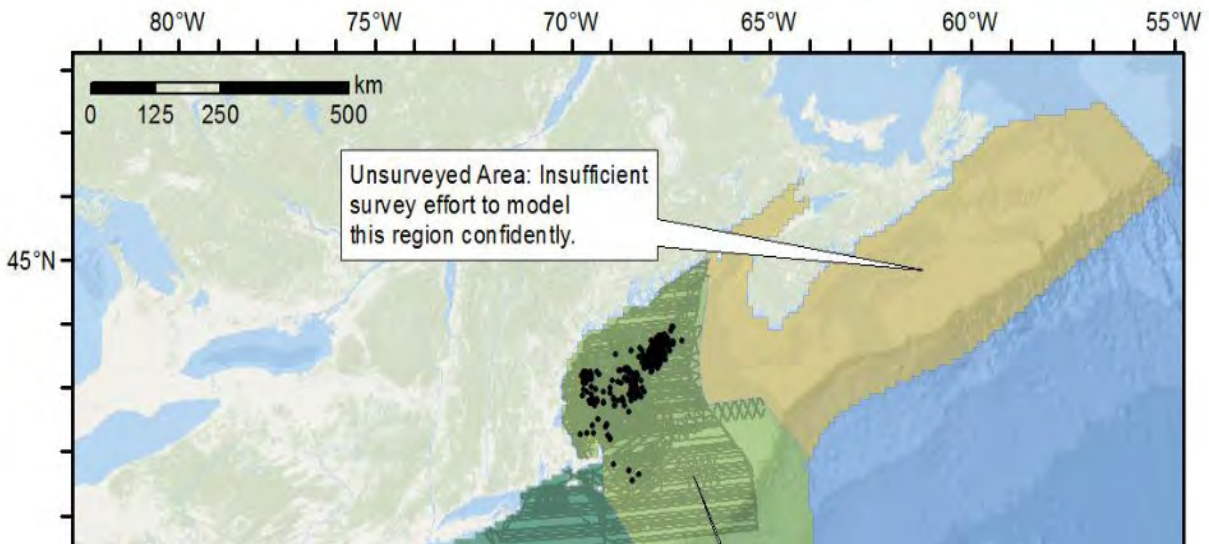 80°W 75°W 70°W 65°W 60°W 55°W
km
0 125 250 500
Unsurveyed Area: Insufficient
survey effort to model
this region confidently.
45°N